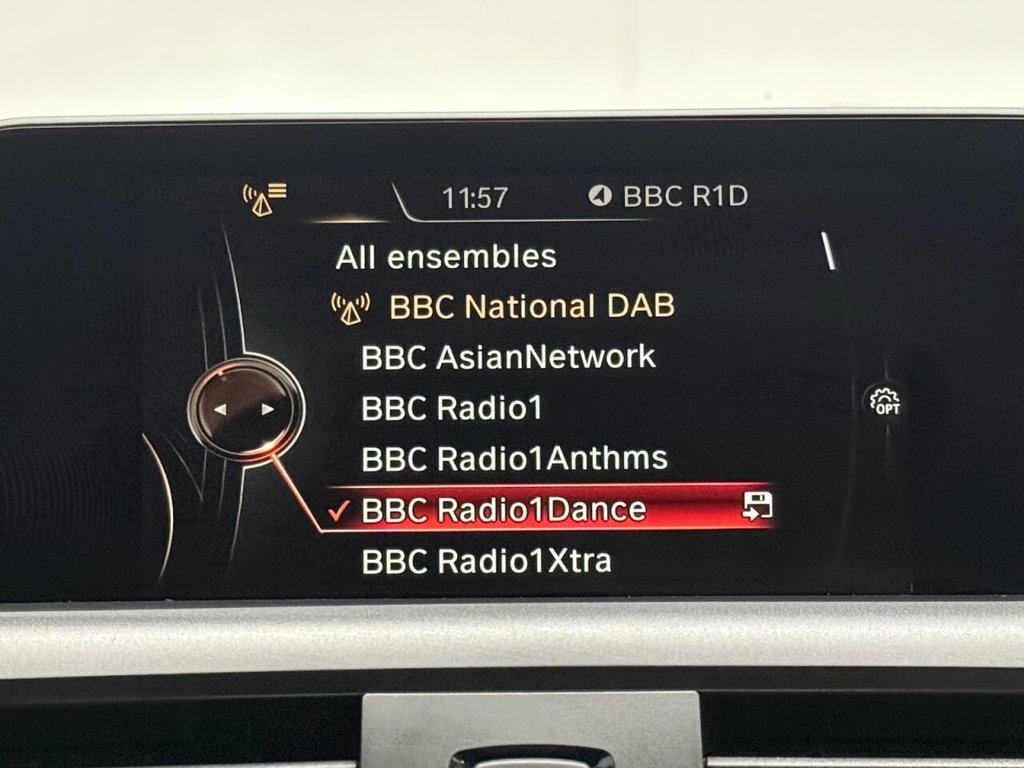 11:57 BBC R1D
All ensembles
BBC National DAB
BBC AsianNetwork
BBC Radio1
OPT
BBC Radio1Anthms
BBC Radio1Dance
BBC Radio1Xtra